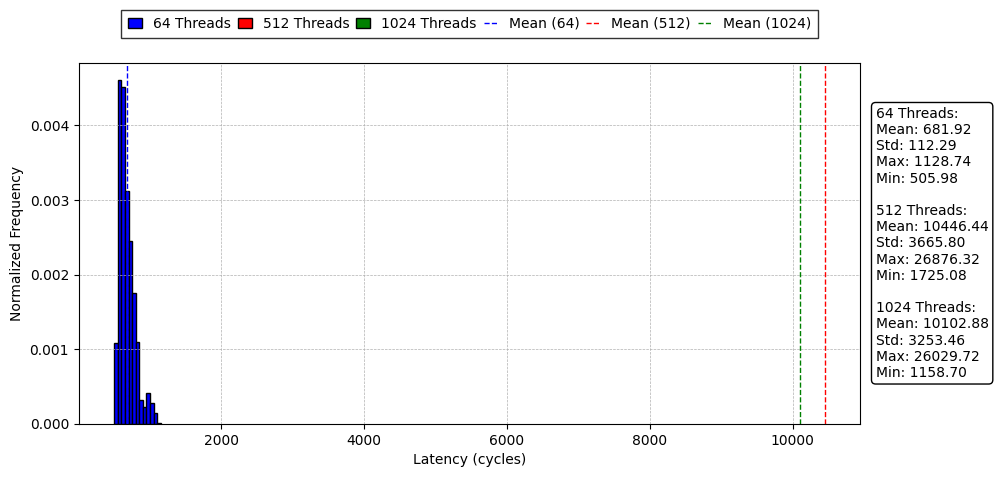 64 Threads 512 Threads 1024 Threads Mean (64) Mean (512) Mean (1024)
0.004
0.003
0.002
0.001
0.000
Normalized Frequency
2000 4000 6000 8000 10000
Latency (cycles)
64 Threads:
Mean: 681.92
Std: 112.29
Max: 1128.74
Min: 505.98
512 Threads:
Mean: 10446.44
Std: 3665.80
Max: 26876.32
Min: 1725.08
1024 Threads:
Mean: 10102.88
Std: 3253.46
Max: 26029.72
Min: 1158.70